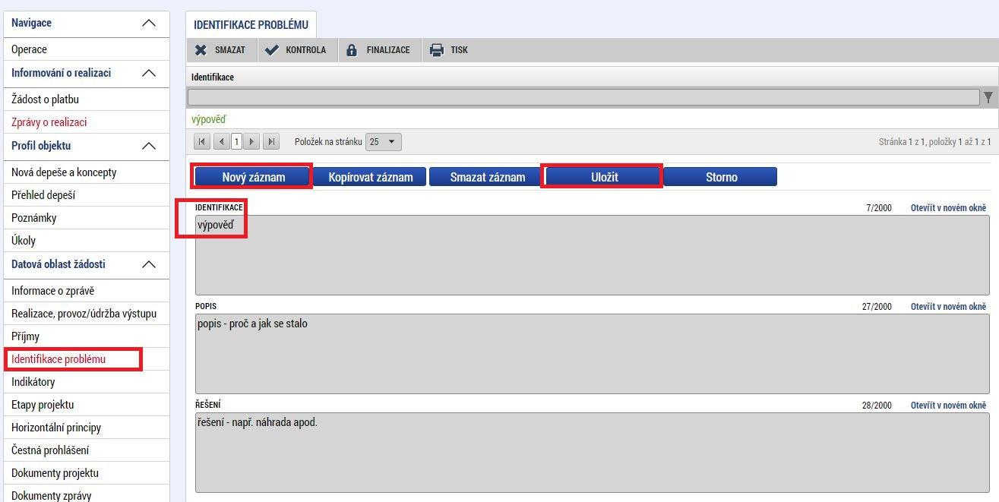 Navigace
Operace
Informování o realizaci
Žádost o platbu
Zprávy o realizaci
Profil objektu
Nová depeše a koncepty
Přehled depeší
Poznámky
Úkoly
Datová oblast žádosti
Informace o zprávě
Realizace, provoz/údržba výstupu
Příjmy
Identifikace problému
Indikátory
Etapy projektu
Horizontální principy
Čestná prohlášení
Dokumenty projektu
Dokumenty zprávy
IDENTIFIKACE PROBLÉMU
SMAZAT KONTROLA FINALIZACE TISK
Identifikace
výpověď
1 Položek na stránku 25 Stránka 1 z 1, položky 1 až 1 z 1
Nový záznam Kopírovat záznam Smazat záznam Uložit Storno
IDENTIFIKACE 7/2000 Otevřít v novém okně
výpověď
POPIS 27/2000 Otevřít v novém okně
popis - proč a jak se stalo
ŘEŠENÍ 28/2000 Otevřít v novém okně
řešení - např. náhrada apod.